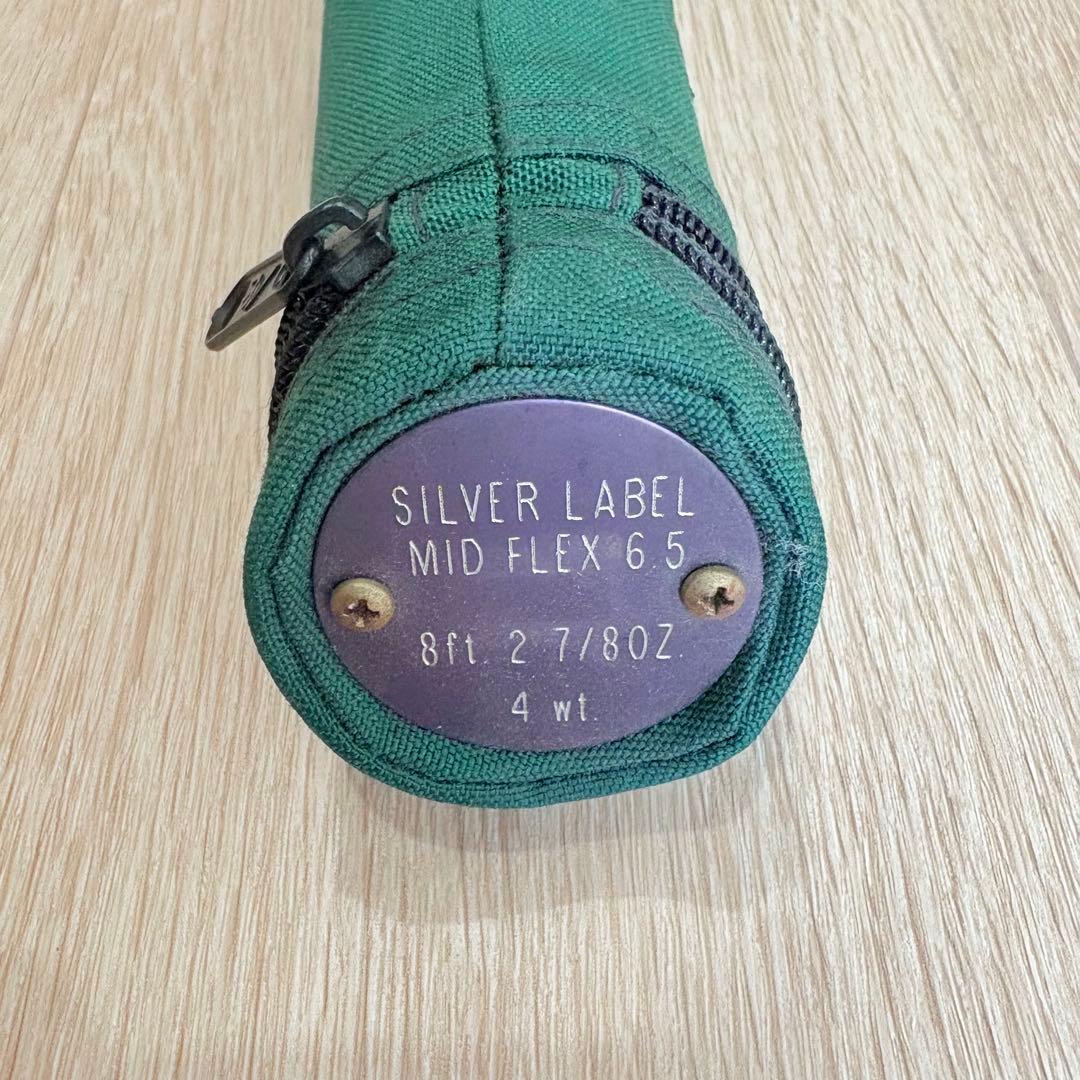 SILVER LABEL
MID FLEX 6.5
8ft. 2 7/8OZ.
4 wt.